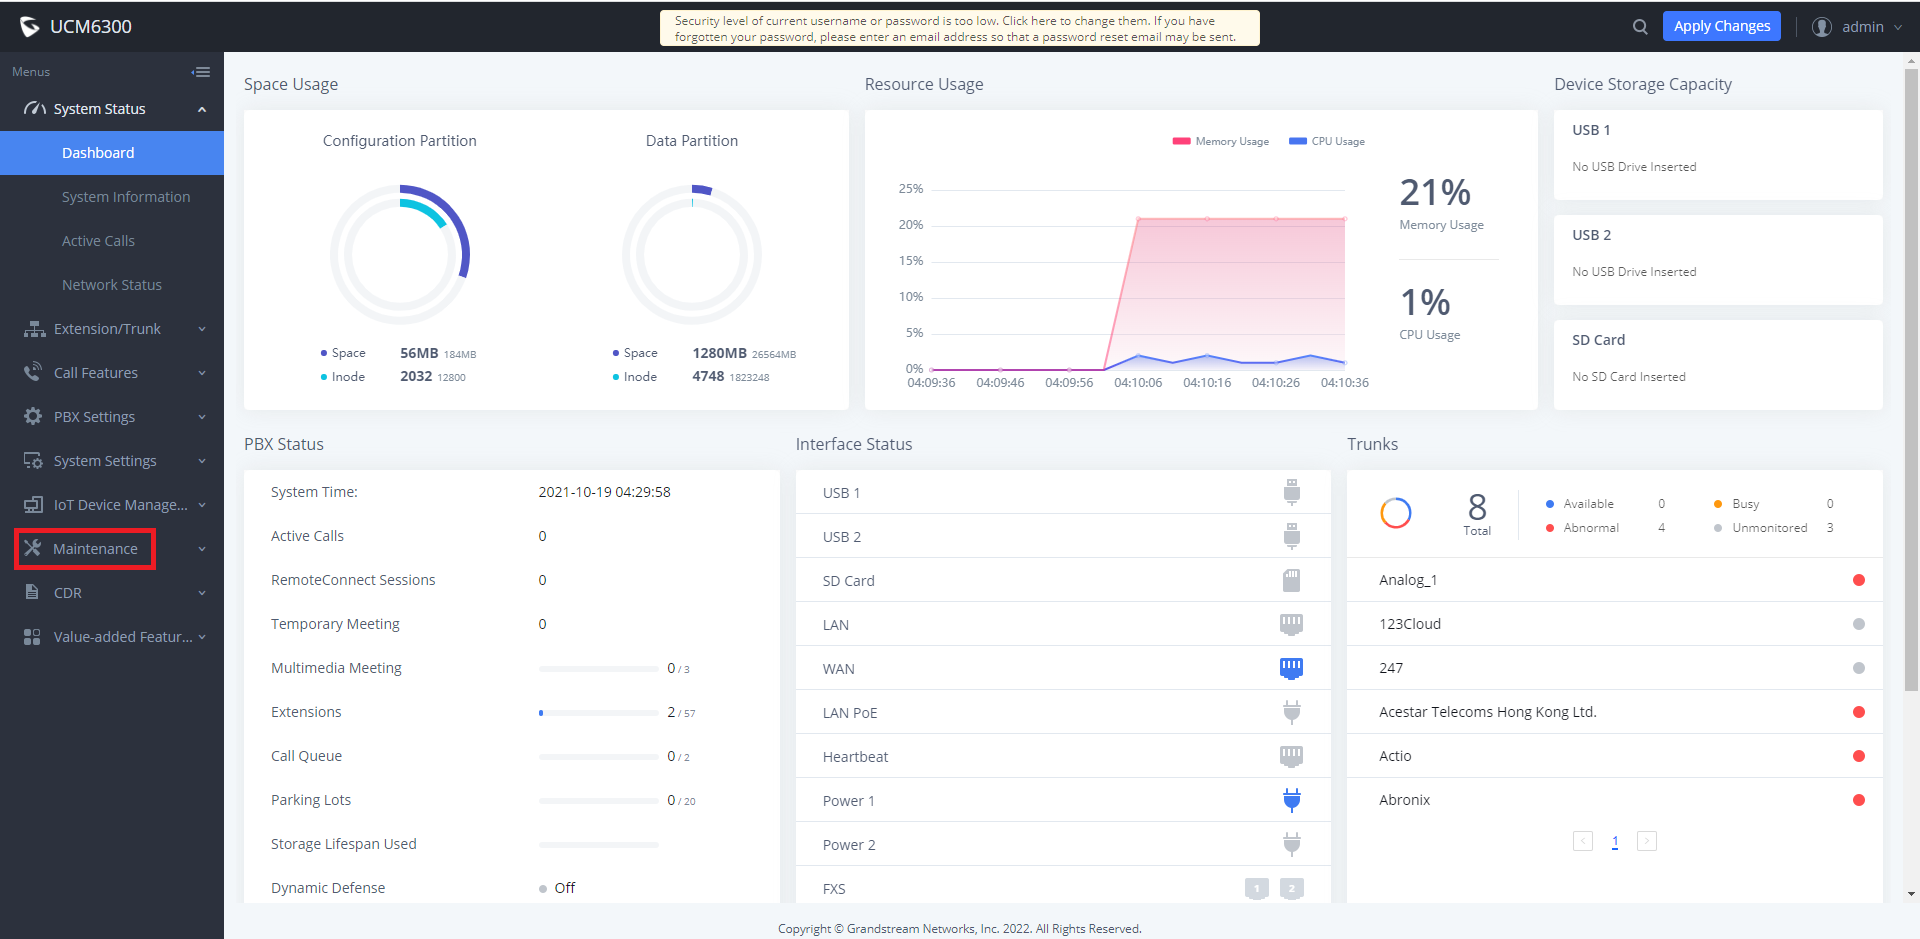 UCM6300
Security level of current username or password is too low. Click here to change them. If you have
forgotten your password, please enter an email address so that a password reset email may be sent.
Apply Changes
admin
Menus
System Status
Dashboard
System Information
Active Calls
Network Status
Extension/Trunk
Call Features
PBX Settings
System Settings
IoT Device Manage...
Maintenance
CDR
Value-added Featur...
Space Usage
Configuration Partition
Space 56MB 184MB
Inode 2032 12800
Data Partition
Space 1280MB 26564MB
Inode 4748 1823248
Resource Usage
Memory Usage CPU Usage
25%
20%
15%
10%
5%
0%
04:09:36 04:09:46 04:09:56 04:10:06 04:10:16 04:10:26 04:10:36
21%
Memory Usage
1%
CPU Usage
Device Storage Capacity
USB 1
No USB Drive Inserted
USB 2
No USB Drive Inserted
SD Card
No SD Card Inserted
PBX Status
System Time: 2021-10-19 04:29:58
Active Calls 0
RemoteConnect Sessions 0
Temporary Meeting 0
Multimedia Meeting 0 / 3
Extensions 2 / 57
Call Queue 0 / 2
Parking Lots 0 / 20
Storage Lifespan Used
Dynamic Defense Off
Interface Status
USB 1
USB 2
SD Card
LAN
WAN
LAN PoE
Heartbeat
Power 1
Power 2
FXS 1 2
Trunks
8
Total
Available 0 Busy 0
Abnormal 4 Unmonitored 3
Analog_1
123Cloud
247
Acestar Telecoms Hong Kong Ltd.
Actio
Abronix
< 1 >
Copyright © Grandstream Networks, Inc. 2022. All Rights Reserved.